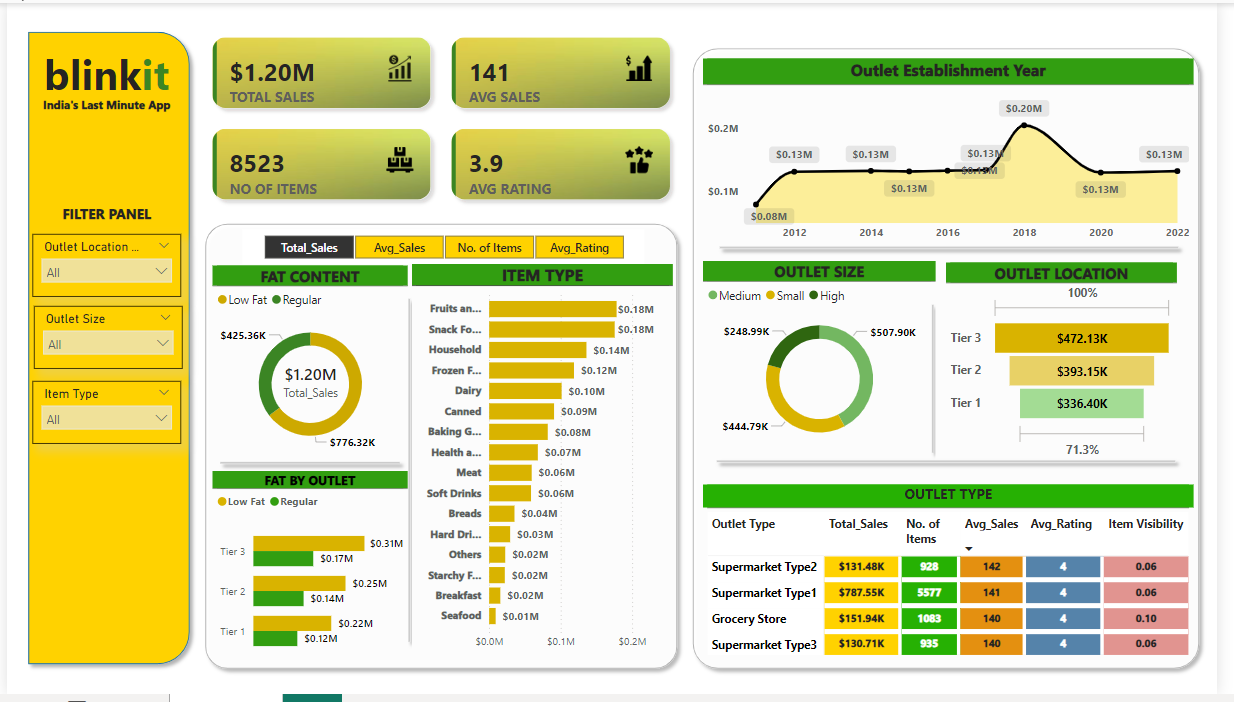 blinkit
India's Last Minute App
FILTER PANEL
Outlet Location ...
All
Outlet Size
All
Item Type
All
$1.20M
TOTAL SALES
141
AVG SALES
8523
NO OF ITEMS
3.9
AVG RATING
Total_Sales Avg_Sales No. of Items Avg_Rating
FAT CONTENT
Low Fat Regular
$425.36K
$1.20M
Total_Sales
$776.32K
FAT BY OUTLET
Low Fat Regular
Tier 3 $0.31M
$0.17M
Tier 2 $0.25M
$0.14M
Tier 1 $0.22M
$0.12M
ITEM TYPE
Fruits an... $0.18M
Snack Fo... $0.18M
Household $0.14M
Frozen F... $0.12M
Dairy $0.10M
Canned $0.09M
Baking G... $0.08M
Health a... $0.07M
Meat $0.06M
Soft Drinks $0.06M
Breads $0.04M
Hard Dri... $0.03M
Others $0.02M
Starchy F... $0.02M
Breakfast $0.02M
Seafood $0.01M
$0.0M $0.1M $0.2M
Outlet Establishment Year
$0.20M
$0.2M
$0.13M $0.13M $0.13M $0.13M
$0.1M
$0.13M $0.13M
$0.08M
2012 2014 2016 2018 2020 2022
OUTLET SIZE
Medium Small High
$248.99K $507.90K
$444.79K
OUTLET LOCATION
100%
Tier 3 $472.13K
Tier 2 $393.15K
Tier 1 $336.40K
71.3%
OUTLET TYPE
Outlet Type Total_Sales No. of Items Avg_Sales Avg_Rating Item Visibility
Supermarket Type2 $131.48K 928 142 4 0.06
Supermarket Type1 $787.55K 5577 141 4 0.06
Grocery Store $151.94K 1083 140 4 0.10
Supermarket Type3 $130.71K 935 140 4 0.06